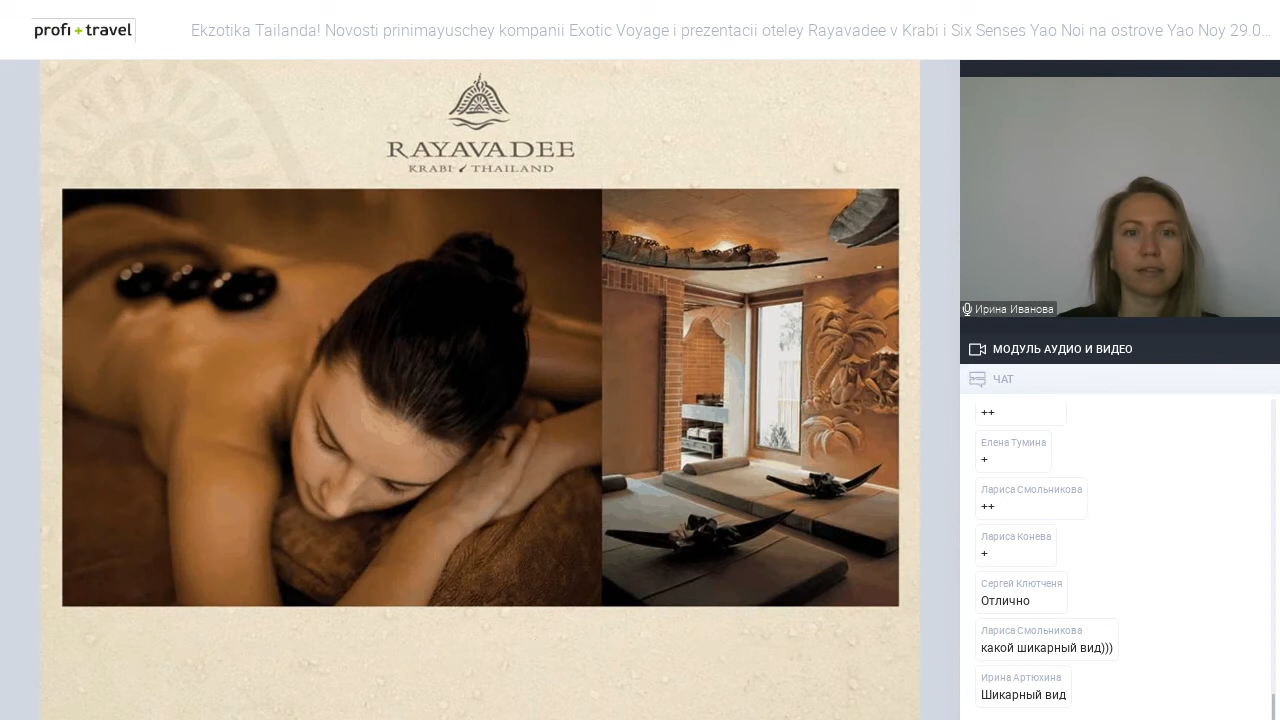 profi + travel
Ekzotika Tailanda! Novosti prinimayuschey kompanii Exotic Voyage i prezentacii oteley Rayavadee v Krabi i Six Senses Yao Noi na ostrove Yao Noy 29.0...
RAYAVADEE
KRABI THAILAND
Ирина Иванова
МОДУЛЬ АУДИО И ВИДЕО
ЧАТ
++
Елена Тумина
+
Лариса Смольникова
++
Лариса Конева
+
Сергей Клютченя
Отлично
Лариса Смольникова
какой шикарный вид)))
Ирина Артюхина
Шикарный вид